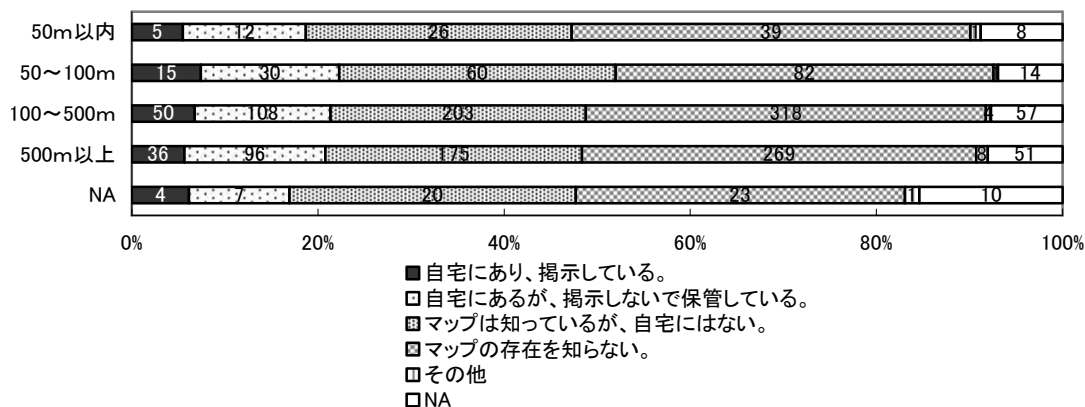 50m以内 5 12 26 39 1 8
50～100m 15 30 60 82 14
100～500m 50 108 203 318 4 57
500m以上 36 96 175 269 8 51
NA 4 7 20 23 1 10
0% 20% 40% 60% 80% 100%
自宅にあり、掲示している。
自宅にあるが、掲示しないで保管している。
マップは知っているが、自宅にはない。
マップの存在を知らない。
その他
NA